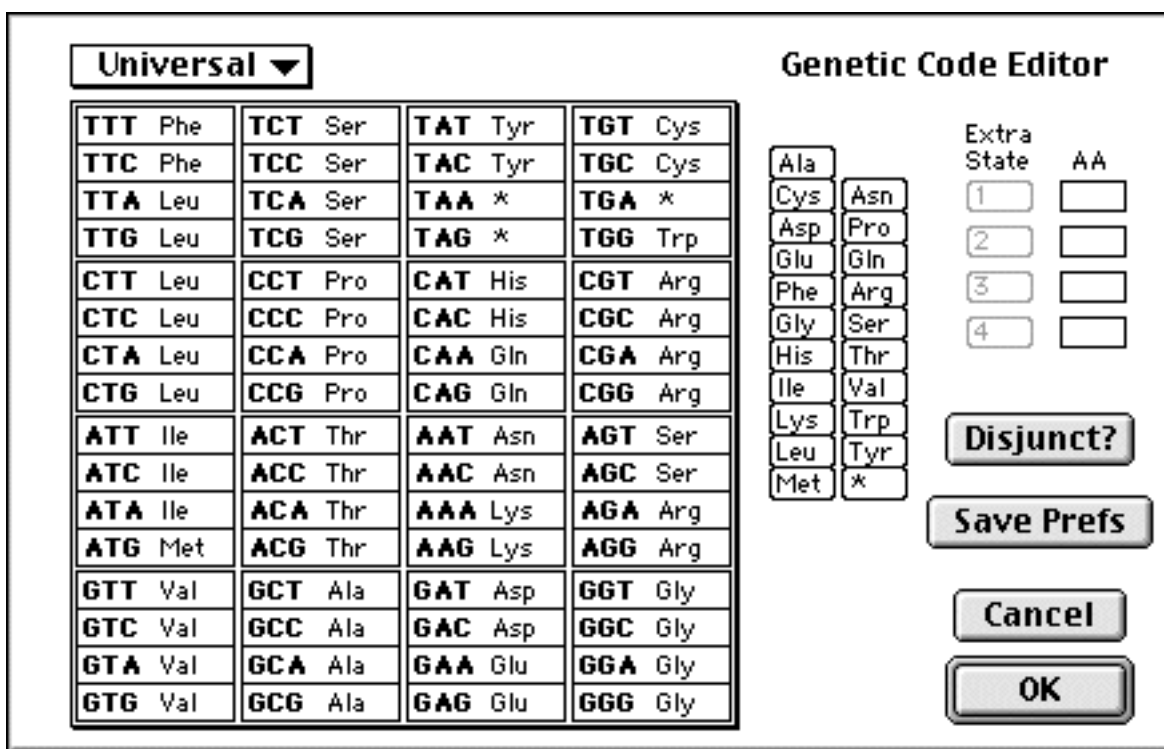 Universal ▼
Genetic Code Editor
TTT Phe TCT Ser TAT Tyr TGT Cys
TTC Phe TCC Ser TAC Tyr TGC Cys
TTA Leu TCA Ser TAA * TGA *
TTG Leu TCG Ser TAG * TGG Trp
CTT Leu CCT Pro CAT His CGT Arg
CTC Leu CCC Pro CAC His CGC Arg
CTA Leu CCA Pro CAA Gln CGA Arg
CTG Leu CCG Pro CAG Gln CGG Arg
ATT Ile ACT Thr AAT Asn AGT Ser
ATC Ile ACC Thr AAC Asn AGC Ser
ATA Ile ACA Thr AAA Lys AGA Arg
ATG Met ACG Thr AAG Lys AGG Arg
GTT Val GCT Ala GAT Asp GGT Gly
GTC Val GCC Ala GAC Asp GGC Gly
GTA Val GCA Ala GAA Glu GGA Gly
GTG Val GCG Ala GAG Glu GGG Gly
Ala
Cys Asn
Asp Pro
Glu Gln
Phe Arg
Gly Ser
His Thr
Ile Val
Lys Trp
Leu Tyr
Met *
Extra
State AA
1
2
3
4
Disjunct?
Save Prefs
Cancel
OK